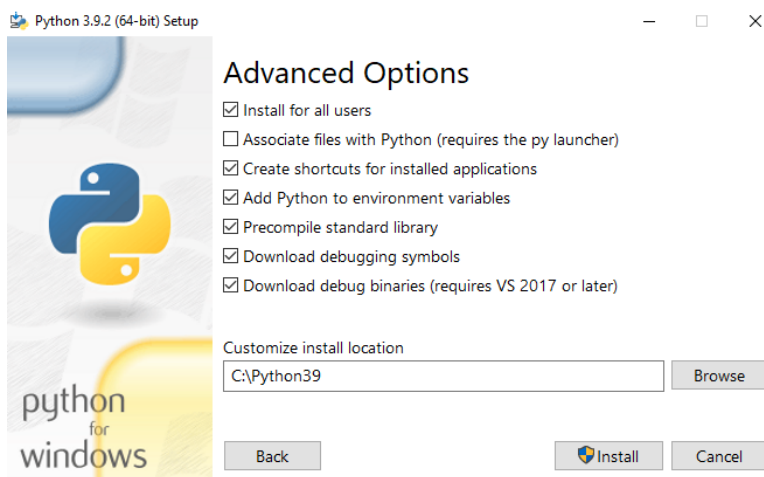 Python 3.9.2 (64-bit) Setup
Advanced Options
Install for all users
Associate files with Python (requires the py launcher)
Create shortcuts for installed applications
Add Python to environment variables
Precompile standard library
Download debugging symbols
Download debug binaries (requires VS 2017 or later)
Customize install location
C:\Python39
Browse
python
for
windows
Back
Install
Cancel